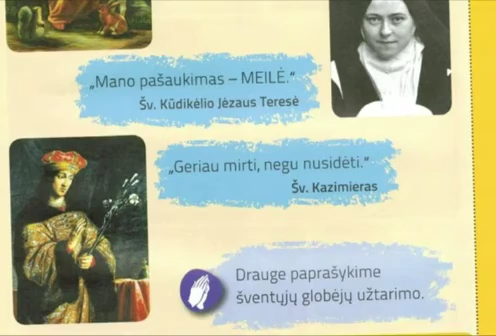 „Mano pašaukimas – MEILĖ.“
Šv. Kūdikėlio Jėzaus Teresė
„Geriau mirti, negu nusidėti.“
Šv. Kazimieras
Drauge paprašykime
šventųjų globėjų užtarimo.